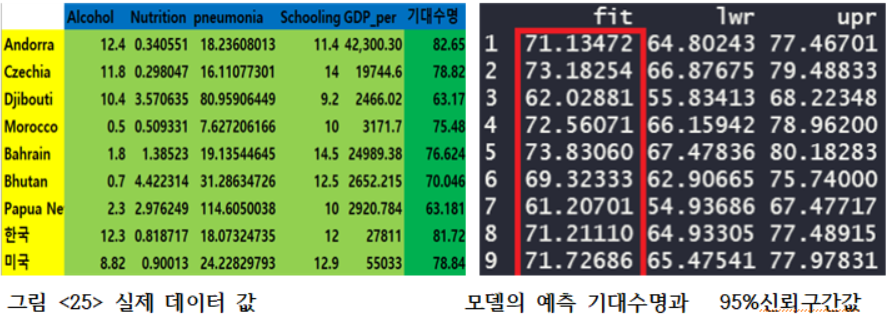 Alcohol Nutrition pneumonia Schooling GDP_per 기대수명
Andorra 12.4 0.340551 18.23608013 11.4 42,300.30 82.65
Czechia 11.8 0.298047 16.11077301 14 19744.6 78.82
Djibouti 10.4 3.570635 80.95906449 9.2 2466.02 63.17
Morocco 0.5 0.509331 7.627206166 10 3171.7 75.48
Bahrain 1.8 1.38523 19.13544645 14.5 24989.38 76.624
Bhutan 0.7 4.422314 31.28634726 12.5 2652.215 70.046
Papua Ne 2.3 2.976249 114.6050038 10 2920.784 63.181
한국 12.3 0.818717 18.07324735 12 27811 81.72
미국 8.82 0.90013 24.22829793 12.9 55033 78.84
fit lwr upr
1 71.13472 64.80243 77.46701
2 73.18254 66.87675 79.48833
3 62.02881 55.83413 68.22348
4 72.56071 66.15942 78.96200
5 73.83060 67.47836 80.18283
6 69.32333 62.90665 75.74000
7 61.20701 54.93686 67.47717
8 71.21110 64.93305 77.48915
9 71.72686 65.47541 77.97831
그림 <25> 실제 데이터 값
모델의 예측 기대수명과 95%신뢰구간값